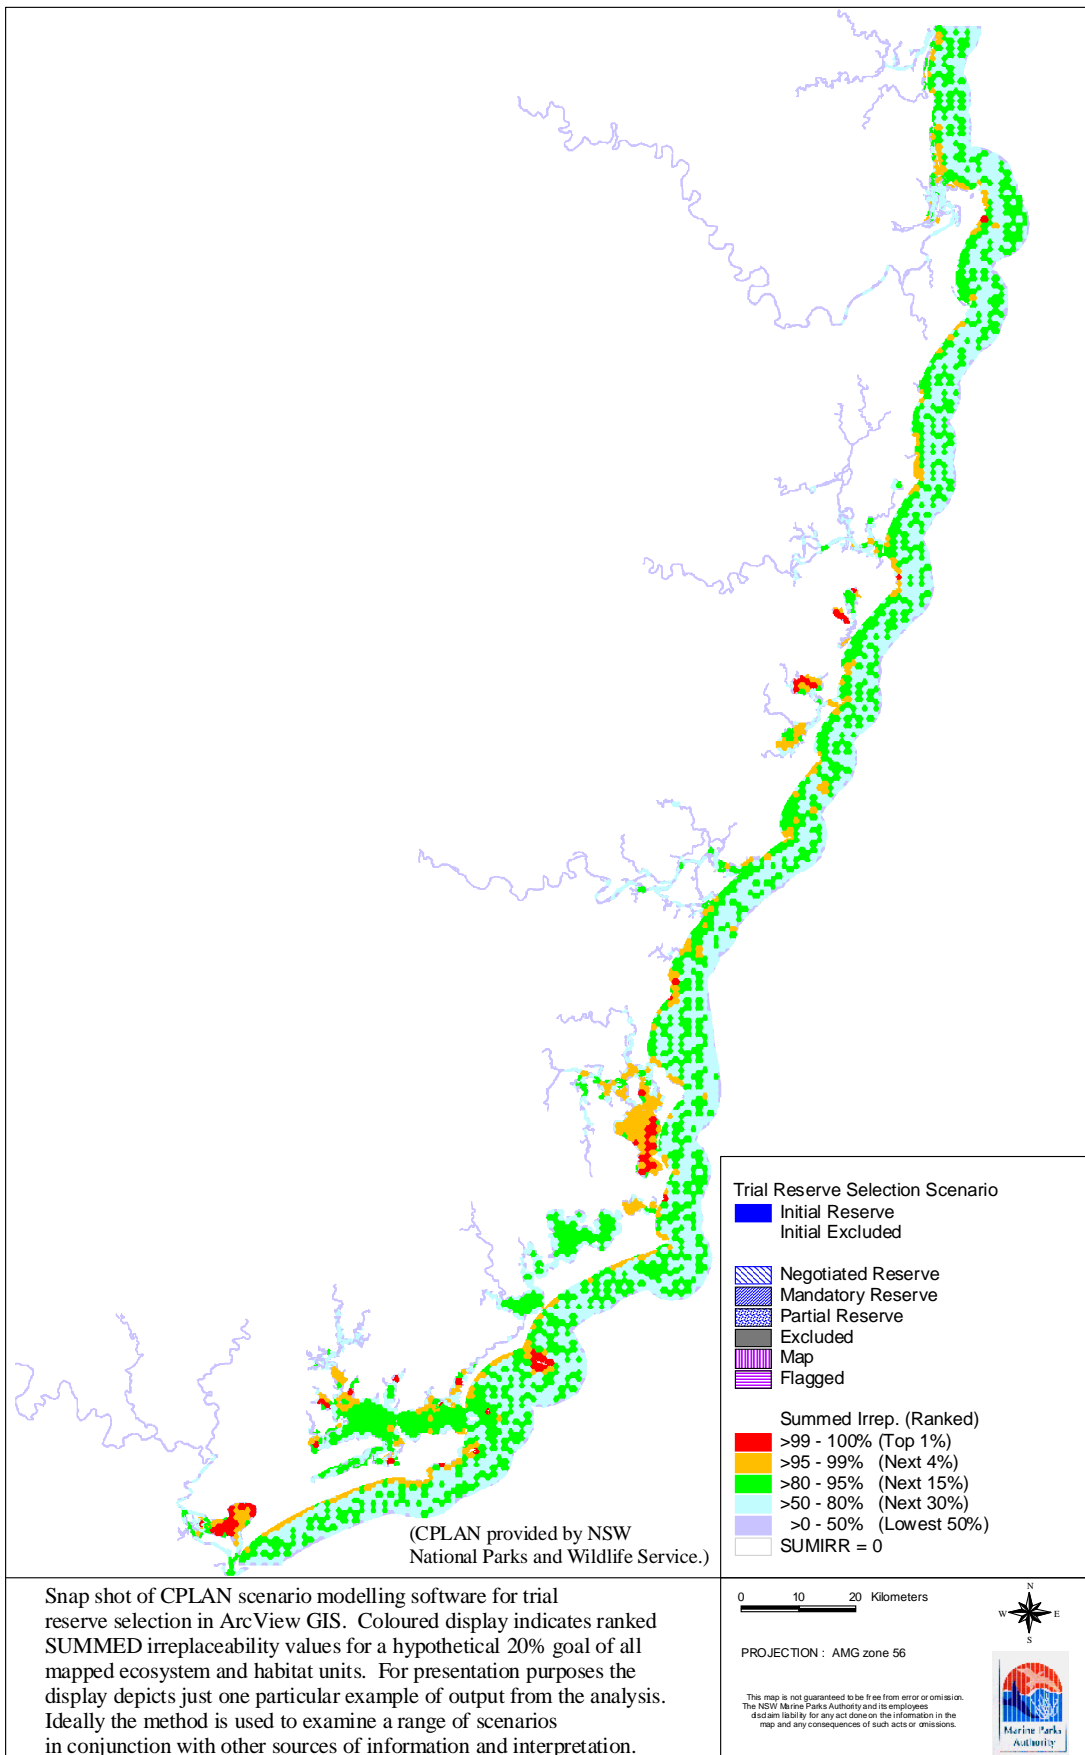 (CPLAN provided by NSW
National Parks and Wildlife Service.)
Trial Reserve Selection Scenario
Initial Reserve
Initial Excluded
Negotiated Reserve
Mandatory Reserve
Partial Reserve
Excluded
Map
Flagged
Summed Irrep. (Ranked)
>99 - 100% (Top 1%)
>95 - 99% (Next 4%)
>80 - 95% (Next 15%)
>50 - 80% (Next 30%)
>0 - 50% (Lowest 50%)
SUMIRR = 0
Snap shot of CPLAN scenario modelling software for trial
reserve selection in ArcView GIS. Coloured display indicates ranked
SUMMED irreplaceability values for a hypothetical 20% goal of all
mapped ecosystem and habitat units. For presentation purposes the
display depicts just one particular example of output from the analysis.
Ideally the method is used to examine a range of scenarios
in conjunction with other sources of information and interpretation.
0 10 20 Kilometers
N
W E
S
PROJECTION : AMG zone 56
This map is not guaranteed to be free from error or omission.
The NSW Marine Parks Authority and its employees
disclaim liability for any act done on the information in the
map and any consequences of such acts or omissions.
Marine Parks
Authority